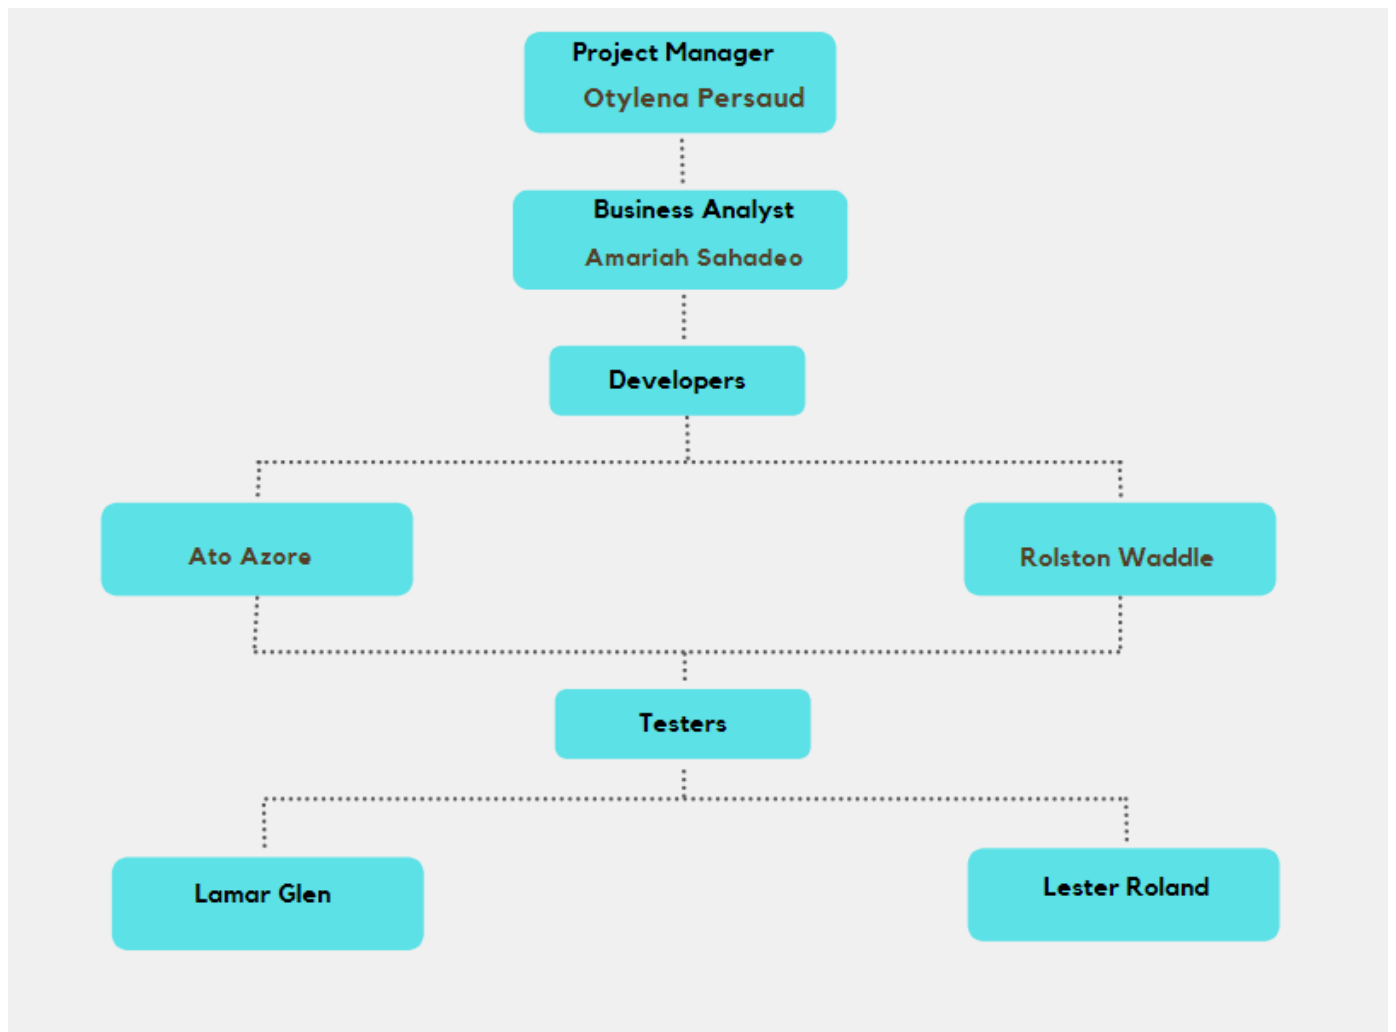 Project Manager
Otylena Persaud
Business Analyst
Amariah Sahadeo
Developers
Ato Azore
Rolston Waddle
Testers
Lamar Glen
Lester Roland